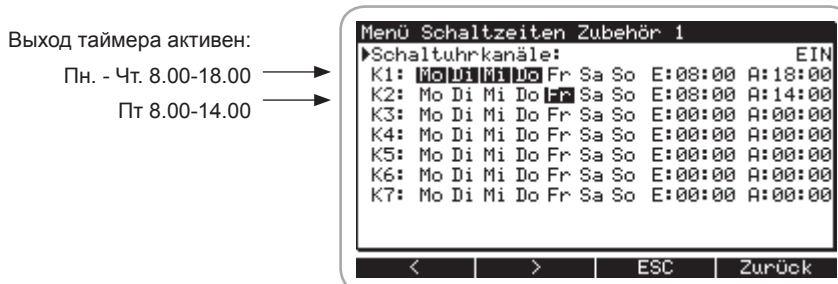 Выход таймера активен:
Пн. - Чт. 8.00-18.00
Пт 8.00-14.00
Menü Schaltzeiten Zubehör 1
▶Schaltuhrkanäle: EIN
K1: Mo Di Mi Do Fr Sa So E:08:00 A:18:00
K2: Mo Di Mi Do Fr Sa So E:08:00 A:14:00
K3: Mo Di Mi Do Fr Sa So E:00:00 A:00:00
K4: Mo Di Mi Do Fr Sa So E:00:00 A:00:00
K5: Mo Di Mi Do Fr Sa So E:00:00 A:00:00
K6: Mo Di Mi Do Fr Sa So E:00:00 A:00:00
K7: Mo Di Mi Do Fr Sa So E:00:00 A:00:00
< > ESC Zurück